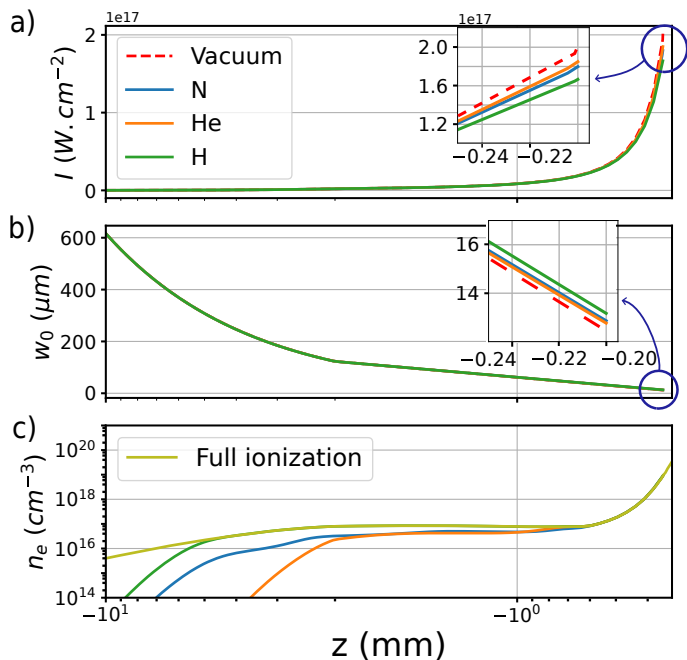 a)
1e17
2
1
0
I (W.cm⁻²)
Vacuum
N
He
H
1e17
2.0
1.6
1.2
−0.24
−0.22
b)
600
400
200
0
w_0 (μm)
16
14
−0.24
−0.22
−0.20
c)
10²⁰
10¹⁸
10¹⁶
10¹⁴
n_e (cm⁻³)
Full ionization
−10¹
−10⁰
z (mm)